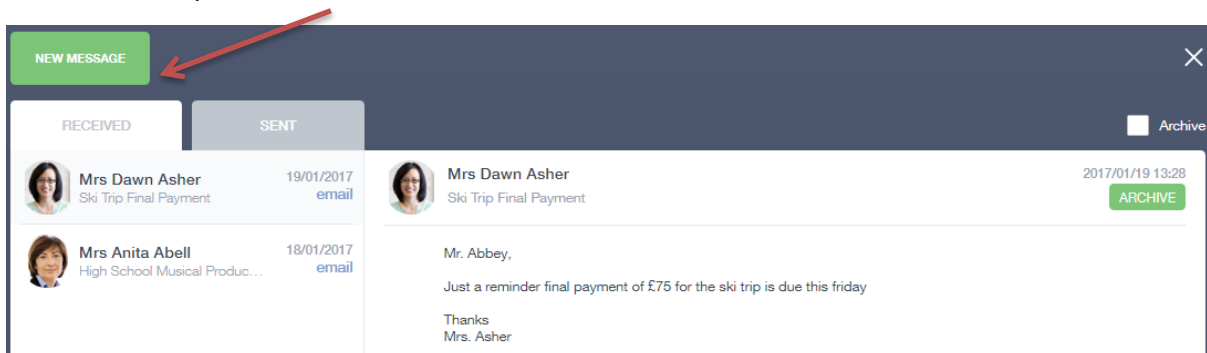 NEW MESSAGE
RECEIVED
SENT
Archive
Mrs Dawn Asher
19/01/2017
Ski Trip Final Payment
email
Mrs Anita Abell
18/01/2017
High School Musical Produc...
email
Mrs Dawn Asher
2017/01/19 13:28
Ski Trip Final Payment
ARCHIVE
Mr. Abbey,
Just a reminder final payment of £75 for the ski trip is due this friday
Thanks
Mrs. Asher